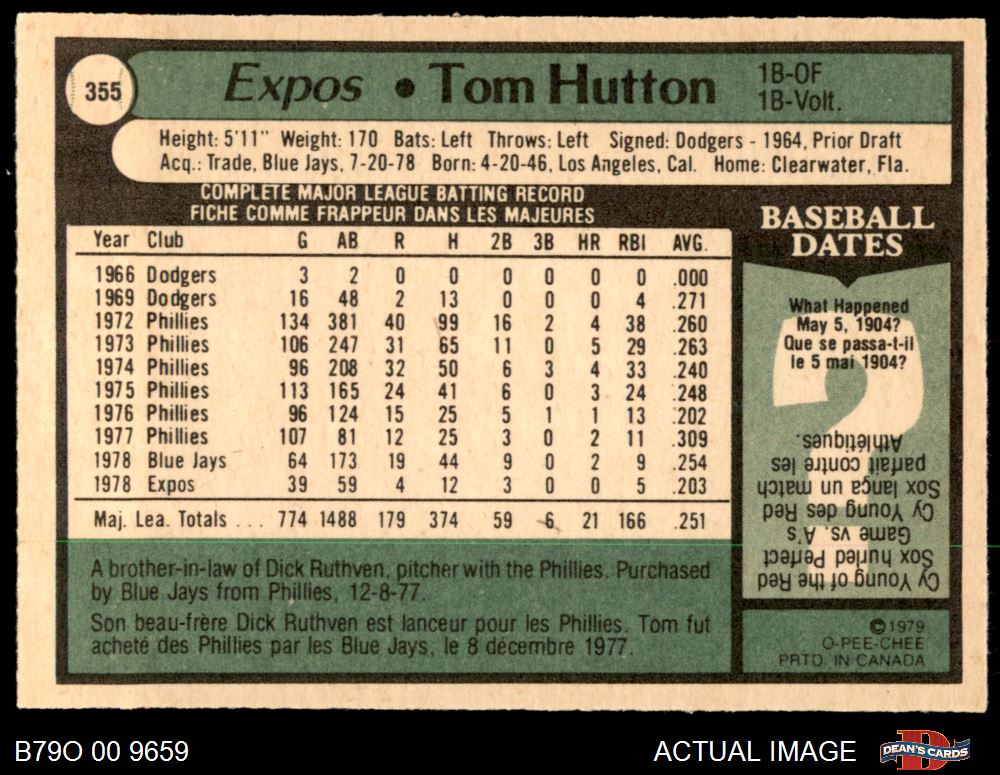 355
Expos • Tom Hutton
1B-OF
1B-Volt.
Height: 5'11" Weight: 170 Bats: Left Throws: Left Signed: Dodgers - 1964, Prior Draft
Acq.: Trade, Blue Jays, 7-20-78 Born: 4-20-46, Los Angeles, Cal. Home: Clearwater, Fla.
COMPLETE MAJOR LEAGUE BATTING RECORD
FICHE COMME FRAPPEUR DANS LES MAJEURES
Year Club G AB R H 2B 3B HR RBI AVG.
1966 Dodgers 3 2 0 0 0 0 0 0 .000
1969 Dodgers 16 48 2 13 0 0 0 4 .271
1972 Phillies 134 381 40 99 16 2 4 38 .260
1973 Phillies 106 247 31 65 11 0 5 29 .263
1974 Phillies 96 208 32 50 6 3 4 33 .240
1975 Phillies 113 165 24 41 6 0 3 24 .248
1976 Phillies 96 124 15 25 5 1 1 13 .202
1977 Phillies 107 81 12 25 3 0 2 11 .309
1978 Blue Jays 64 173 19 44 9 0 2 9 .254
1978 Expos 39 59 4 12 3 0 0 5 .203
Maj. Lea. Totals ... 774 1488 179 374 59 6 21 166 .251
A brother-in-law of Dick Ruthven, pitcher with the Phillies. Purchased
by Blue Jays from Phillies, 12-8-77.
Son beau-frère Dick Ruthven est lanceur pour les Phillies. Tom fut
acheté des Phillies par les Blue Jays, le 8 décembre 1977.
BASEBALL
DATES
What Happened
May 5, 1904?
Que se passa-t-il
le 5 mai 1904?
Cy Young of the Red
Sox hurled Perfect
Game vs. A's.
Cy Young des Red
Sox lança un match
parfait contre les
Athlétiques.
©1979
O-PEE-CHEE
PRTD. IN CANADA
B79O 00 9659
ACTUAL IMAGE
DEAN'S CARDS